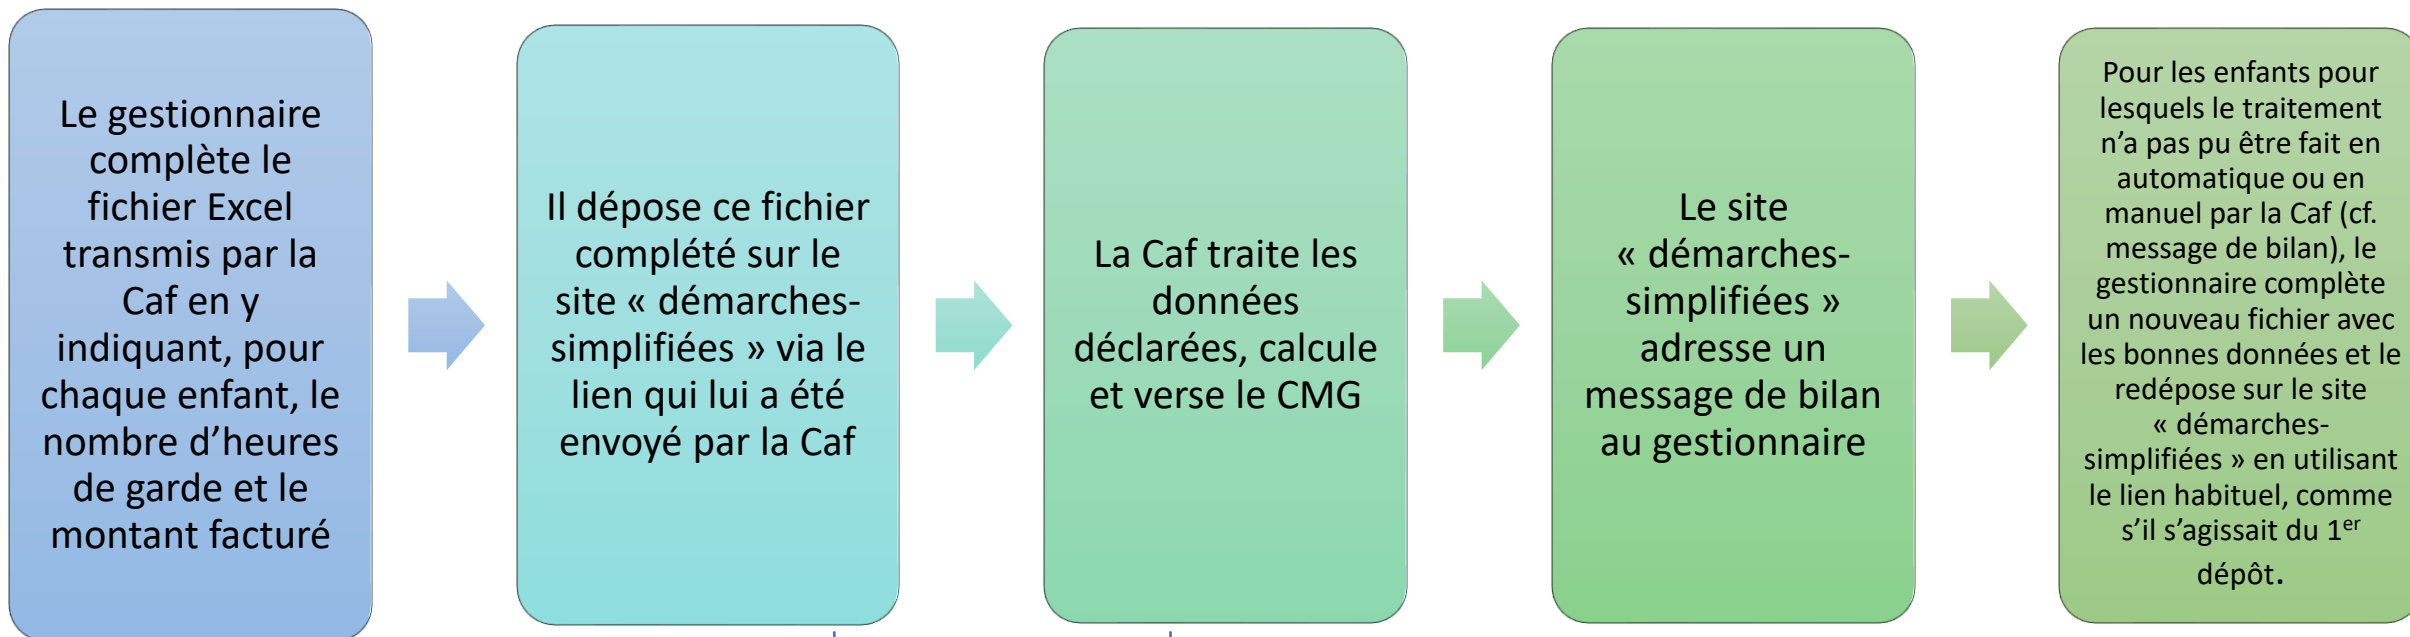 Le gestionnaire
complète le
fichier Excel
transmis par la
Caf en y
indiquant, pour
chaque enfant, le
nombre d’heures
de garde et le
montant facturé
Il dépose ce fichier
complété sur le
site « démarches-
simplifiées » via le
lien qui lui a été
envoyé par la Caf
La Caf traite les
données
déclarées, calcule
et verse le CMG
Le site
« démarches-
simplifiées »
adresse un
message de bilan
au gestionnaire
Pour les enfants pour
lesquels le traitement
n’a pas pu être fait en
automatique ou en
manuel par la Caf (cf.
message de bilan), le
gestionnaire complète
un nouveau fichier avec
les bonnes données et le
redépose sur le site
« démarches-
simplifiées » en utilisant
le lien habituel, comme
s’il s’agissait du 1er
dépôt.